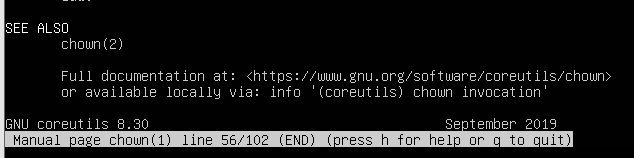 SEE ALSO
chown(2)
Full documentation at: <https://www.gnu.org/software/coreutils/chown>
or available locally via: info '(coreutils) chown invocation'
GNU coreutils 8.30 September 2019
Manual page chown(1) line 56/102 (END) (press h for help or q to quit)